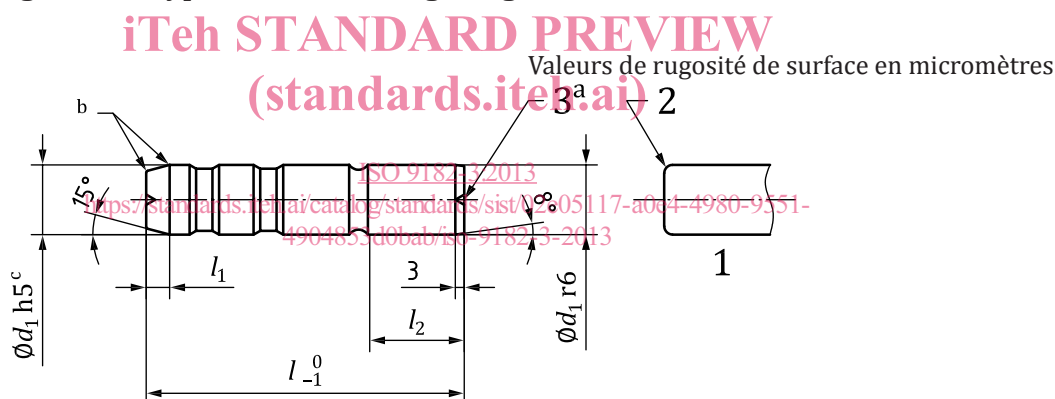 iTeh STANDARD PREVIEW
Valeurs de rugosité de surface en micromètres
(standards.iteh.ai)
b
3a
2
ISO 9182-3:2013
15°
8°
https://standards.iteh.ai/catalog/standards/sist/02e05117-a0e4-4980-9551-
4904853d0bab/iso-9182-3-2013
l1
3
1
l2
Ød1 h5c
Ød1 r6
l 0 –1